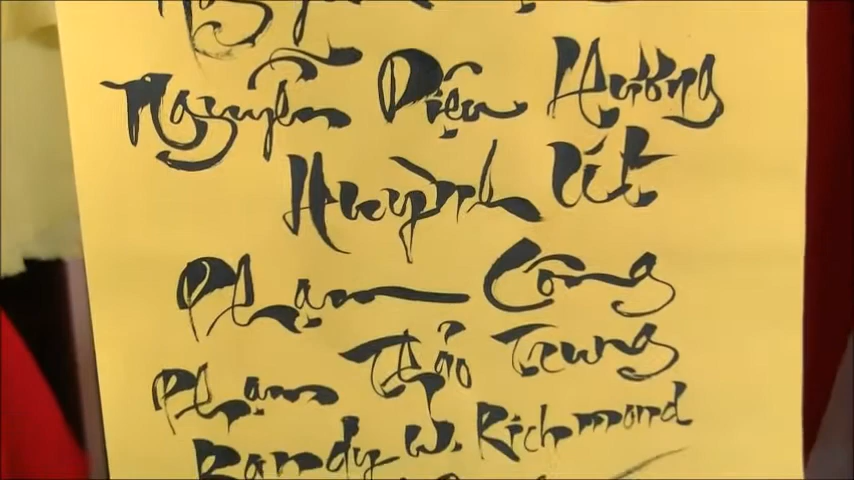 Nguyễn Diệu Hường
Huỳnh Út
Phạm Công
Phạm Thảo Trung
Randy W. Richmond